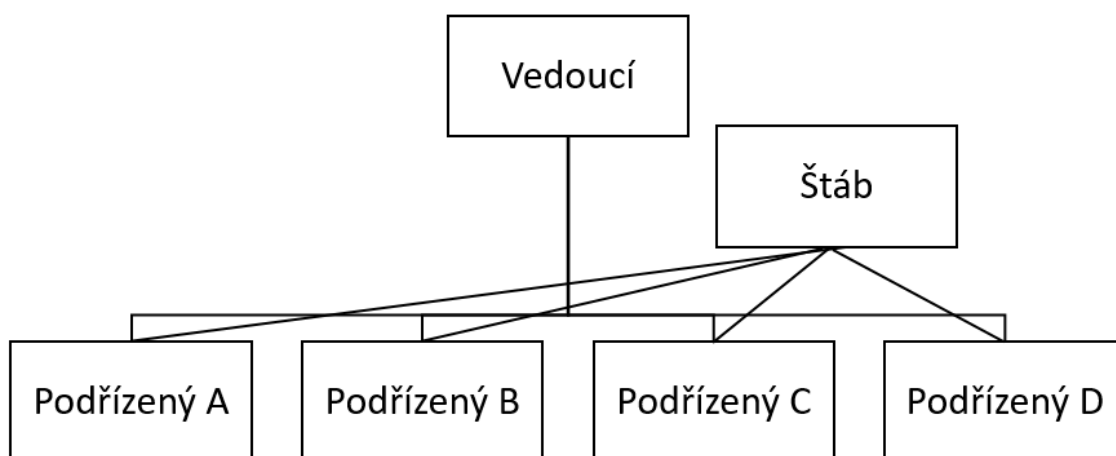 Vedoucí
Štáb
Podřízený A
Podřízený B
Podřízený C
Podřízený D